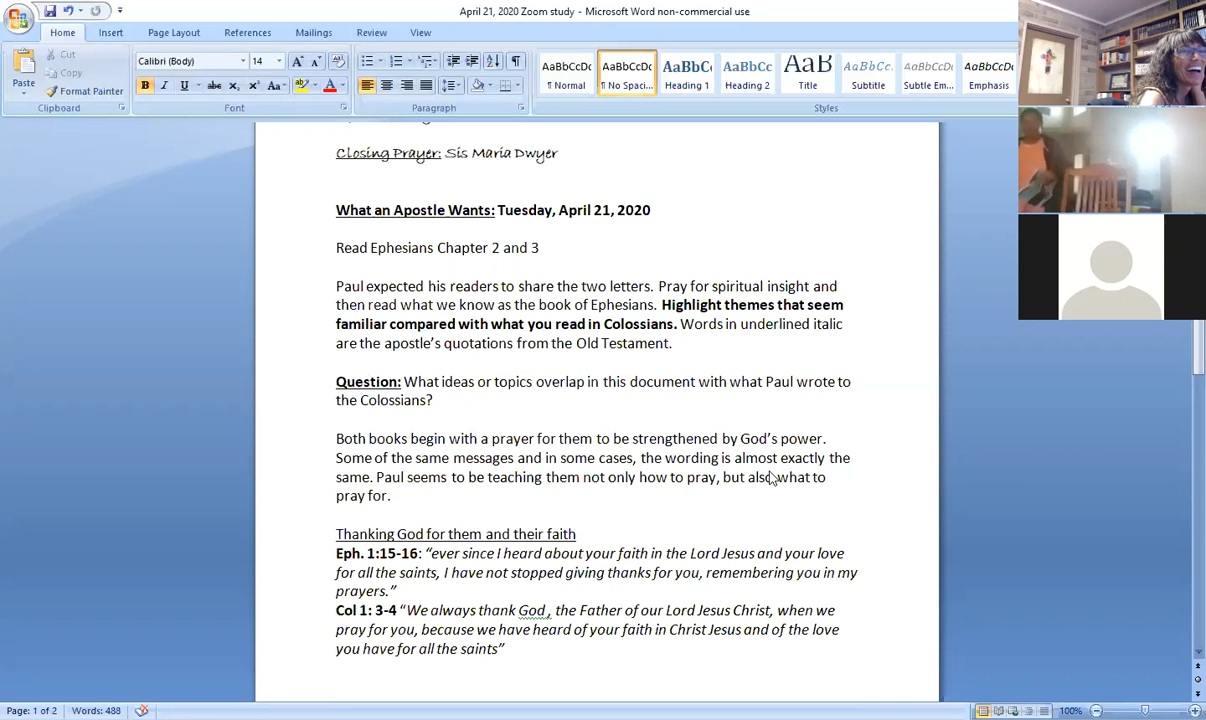 April 21, 2020 Zoom study - Microsoft Word non-commercial use
Home Insert Page Layout References Mailings Review View
Paste
Cut
Copy
Format Painter
Clipboard
Calibri (Body) 14
B I U abc x₂ x² Aa
Font
Paragraph
AaBbCcDc AaBbCcDc AaBbC AaBbCc AaB AaBbCcDc AaBbCcDc AaBbCcDc
¶ Normal ¶ No Spaci... Heading 1 Heading 2 Title Subtitle Subtle Em... Emphasis
Styles
Closing Prayer: Sis Maria Dwyer
What an Apostle Wants: Tuesday, April 21, 2020
Read Ephesians Chapter 2 and 3
Paul expected his readers to share the two letters. Pray for spiritual insight and
then read what we know as the book of Ephesians. Highlight themes that seem
familiar compared with what you read in Colossians. Words in underlined italic
are the apostle's quotations from the Old Testament.
Question: What ideas or topics overlap in this document with what Paul wrote to
the Colossians?
Both books begin with a prayer for them to be strengthened by God's power.
Some of the same messages and in some cases, the wording is almost exactly the
same. Paul seems to be teaching them not only how to pray, but also what to
pray for.
Thanking God for them and their faith
Eph. 1:15-16: "ever since I heard about your faith in the Lord Jesus and your love
for all the saints, I have not stopped giving thanks for you, remembering you in my
prayers."
Col 1: 3-4 "We always thank God , the Father of our Lord Jesus Christ, when we
pray for you, because we have heard of your faith in Christ Jesus and of the love
you have for all the saints"
Page: 1 of 2 Words: 488 100%